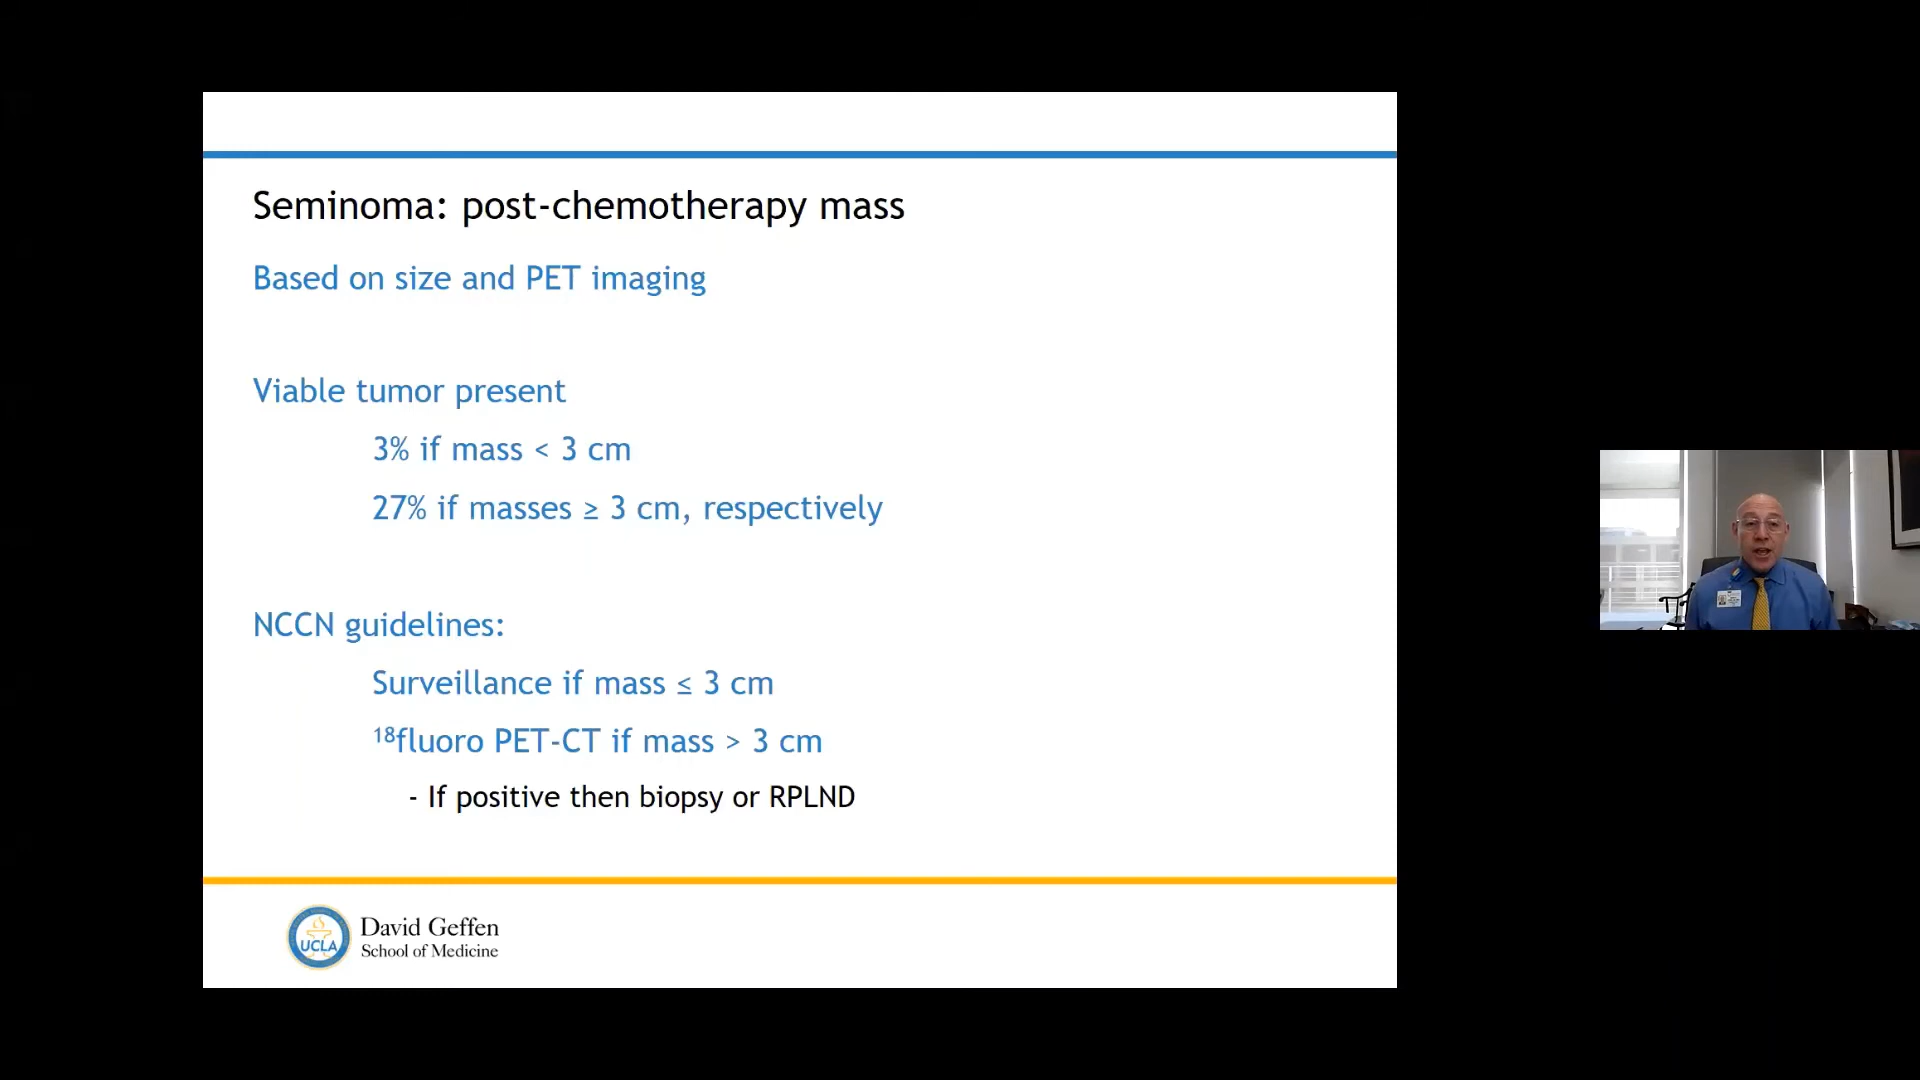 Seminoma: post-chemotherapy mass
Based on size and PET imaging
Viable tumor present
3% if mass < 3 cm
27% if masses ≥ 3 cm, respectively
NCCN guidelines:
Surveillance if mass ≤ 3 cm
¹⁸fluoro PET-CT if mass > 3 cm
- If positive then biopsy or RPLND
UCLA
David Geffen
School of Medicine